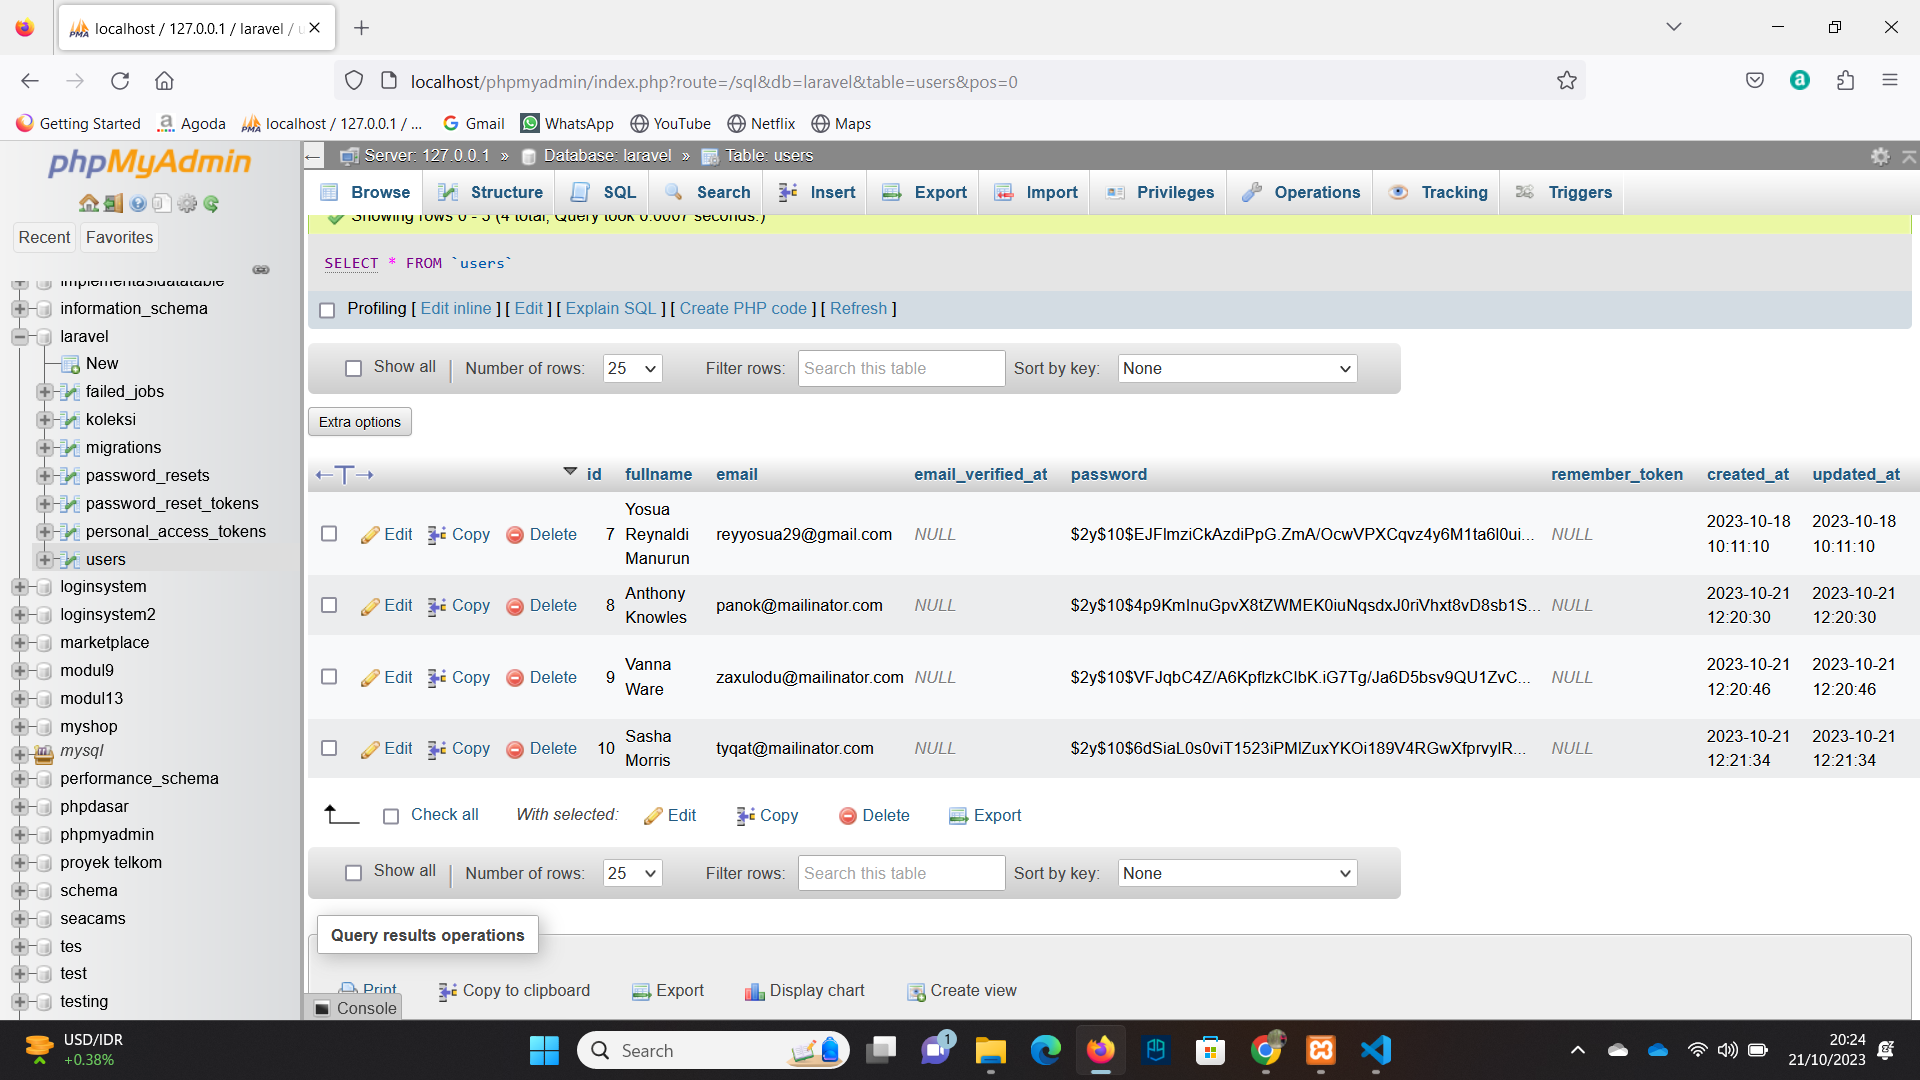 localhost / 127.0.0.1 / laravel / u
localhost/phpmyadmin/index.php?route=/sql&db=laravel&table=users&pos=0
Getting Started
Agoda
localhost / 127.0.0.1 / ...
Gmail
WhatsApp
YouTube
Netflix
Maps
phpMyAdmin
Recent
Favorites
implementasidatatable
information_schema
laravel
New
failed_jobs
koleksi
migrations
password_resets
password_reset_tokens
personal_access_tokens
users
loginsystem
loginsystem2
marketplace
modul9
modul13
myshop
mysql
performance_schema
phpdasar
phpmyadmin
proyek telkom
schema
seacams
tes
test
testing
Server: 127.0.0.1 » Database: laravel » Table: users
Browse
Structure
SQL
Search
Insert
Export
Import
Privileges
Operations
Tracking
Triggers
Showing rows 0 - 3 (4 total, Query took 0.0007 seconds.)
SELECT * FROM `users`
Profiling [ Edit inline ] [ Edit ] [ Explain SQL ] [ Create PHP code ] [ Refresh ]
Show all | Number of rows: 25 Filter rows: Search this table Sort by key: None
Extra options
id fullname email email_verified_at password remember_token created_at updated_at
Edit Copy Delete 7 Yosua Reynaldi Manurun reyyosua29@gmail.com NULL $2y$10$EJFlmziCkAzdiPpG.ZmA/OcwVPXCqvz4y6M1ta6l0ui... NULL 2023-10-18 10:11:10 2023-10-18 10:11:10
Edit Copy Delete 8 Anthony Knowles panok@mailinator.com NULL $2y$10$4p9KmInuGpvX8tZWMEK0iuNqsdxJ0riVhxt8vD8sb1S... NULL 2023-10-21 12:20:30 2023-10-21 12:20:30
Edit Copy Delete 9 Vanna Ware zaxulodu@mailinator.com NULL $2y$10$VFJqbC4Z/A6KpflzkCIbK.iG7Tg/Ja6D5bsv9QU1ZvC... NULL 2023-10-21 12:20:46 2023-10-21 12:20:46
Edit Copy Delete 10 Sasha Morris tyqat@mailinator.com NULL $2y$10$6dSiaL0s0viT1523iPMlZuxYKOi189V4RGwXfprvylR... NULL 2023-10-21 12:21:34 2023-10-21 12:21:34
Check all With selected: Edit Copy Delete Export
Show all | Number of rows: 25 Filter rows: Search this table Sort by key: None
Query results operations
Print Copy to clipboard Export Display chart Create view
Console
USD/IDR
+0.38%
Search
1
20:24
21/10/2023